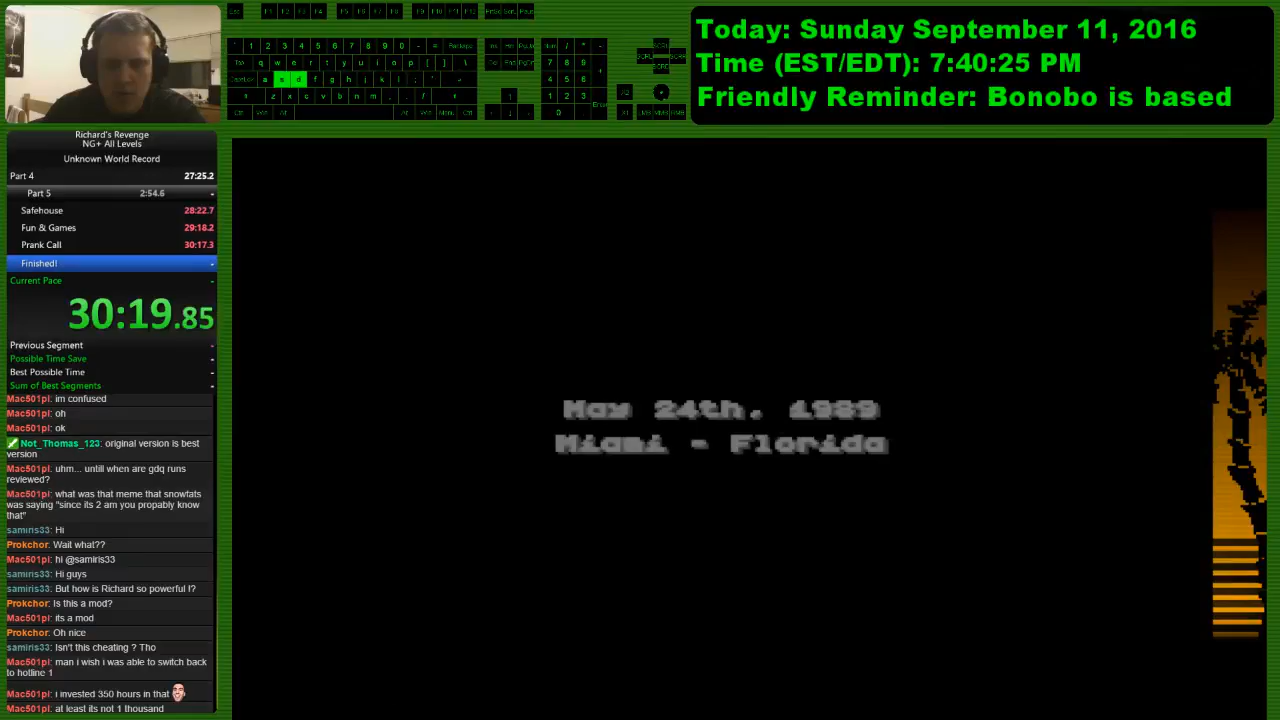 Today: Sunday September 11, 2016
Time (EST/EDT): 7:40:25 PM
Friendly Reminder: Bonobo is based
Richard's Revenge
NG+ All Levels
Unknown World Record
Part 4 27:25.2
Part 5 2:54.6 -
Safehouse 28:22.7
Fun & Games 29:18.2
Prank Call 30:17.3
Finished! -
Current Pace -
30:19.85
Previous Segment -
Possible Time Save -
Best Possible Time -
Sum of Best Segments -
Mac501pl: im confused
Mac501pl: oh
Mac501pl: ok
Not_Thomas_123: original version is best
version
Mac501pl: uhm... untill when are gdq runs
reviewed?
Mac501pl: what was that meme that snowfats
was saying "since its 2 am you propably know
that"
samiris33: Hi
Prokchor: Wait what??
Mac501pl: hi @samiris33
samiris33: Hi guys
samiris33: But how is Richard so powerful !?
Prokchor: Is this a mod?
Mac501pl: its a mod
Prokchor: Oh nice
samiris33: Isn't this cheating ? Tho
Mac501pl: man i wish i was able to switch back
to hotline 1
Mac501pl: i invested 350 hours in that
Mac501pl: at least its not 1 thousand
May 24th. 1989
Miami - Florida